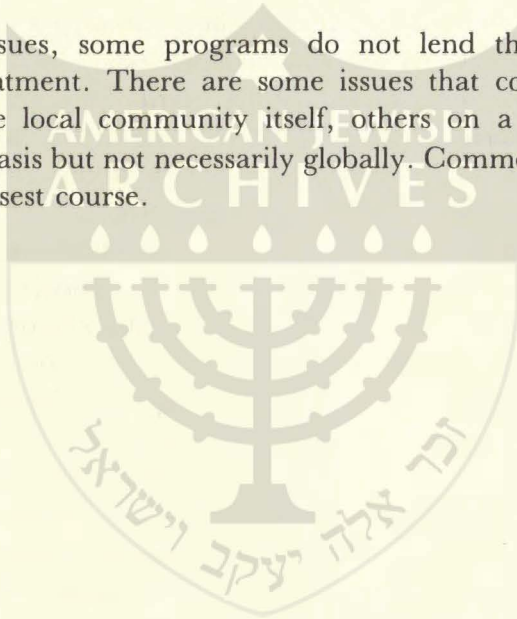 sues, some programs do not lend th
atment. There are some issues that co
e local community itself, others on a
asis but not necessarily globally. Comm
sest course.
AMERICAN JEWISH
ARCHIVES
זכר אלה יעקב וישראל